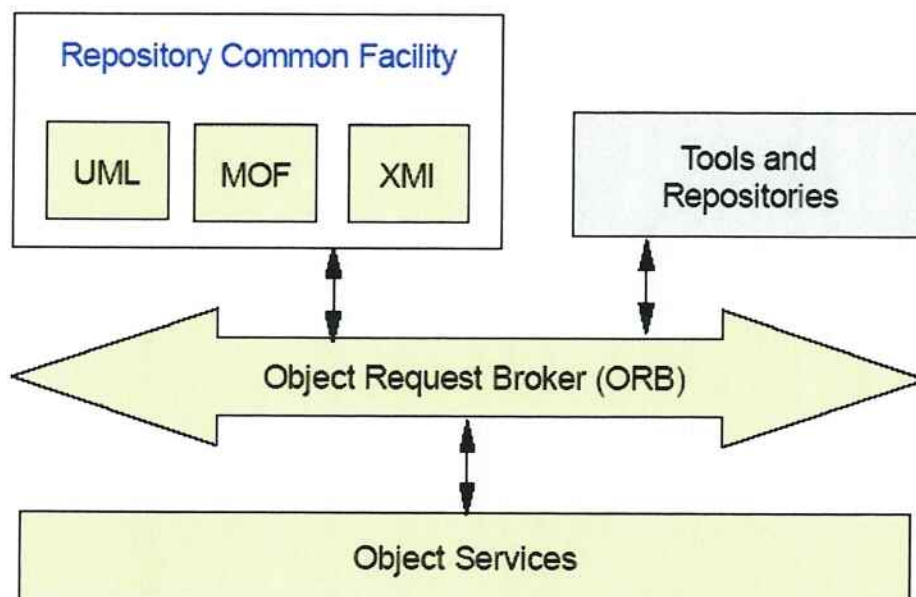 Repository Common Facility
UML
MOF
XMI
Tools and
Repositories
Object Request Broker (ORB)
Object Services